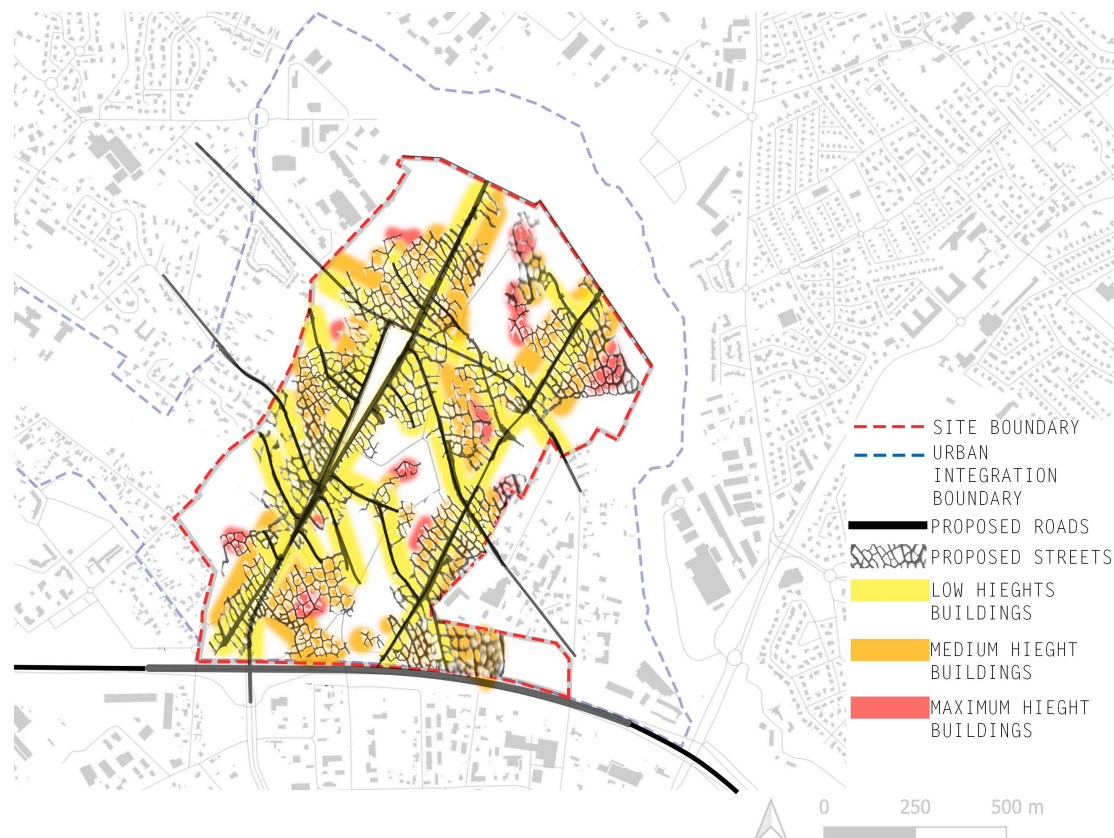 SITE BOUNDARY
URBAN
INTEGRATION
BOUNDARY
PROPOSED ROADS
PROPOSED STREETS
LOW HIEGHTS
BUILDINGS
MEDIUM HIEGHT
BUILDINGS
MAXIMUM HIEGHT
BUILDINGS
0 250 500 m